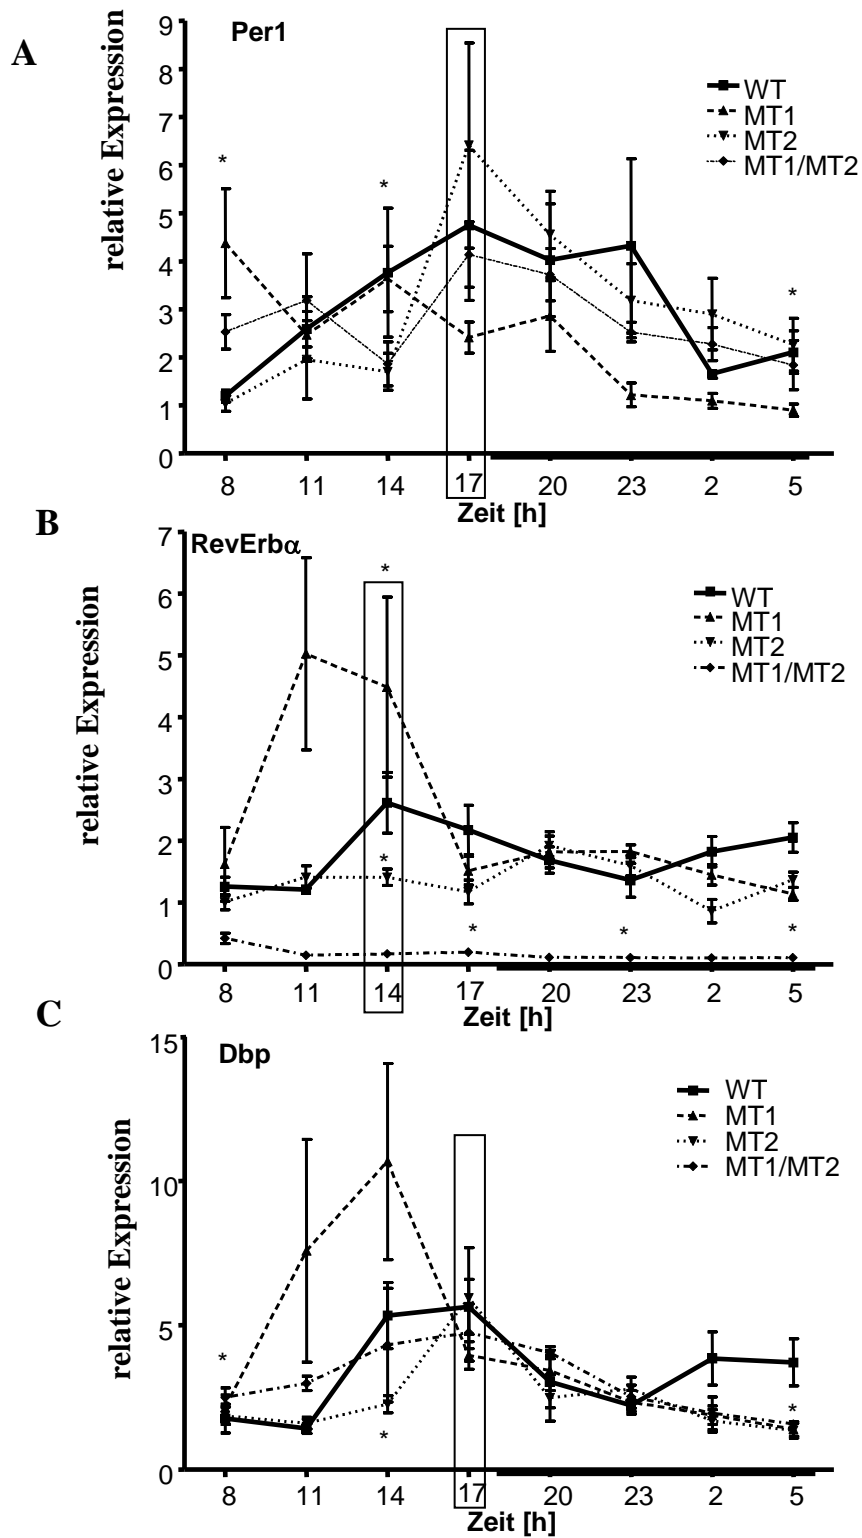 A
Per1
relative Expression
9
8
7
6
5
4
3
2
1
0
WT
MT1
MT2
MT1/MT2
*
*
*
8 11 14 17 20 23 2 5
Zeit [h]
B
RevErbα
relative Expression
7
6
5
4
3
2
1
0
WT
MT1
MT2
MT1/MT2
*
*
* * *
8 11 14 17 20 23 2 5
Zeit [h]
C
Dbp
relative Expression
15
10
5
0
WT
MT1
MT2
MT1/MT2
*
*
*
8 11 14 17 20 23 2 5
Zeit [h]